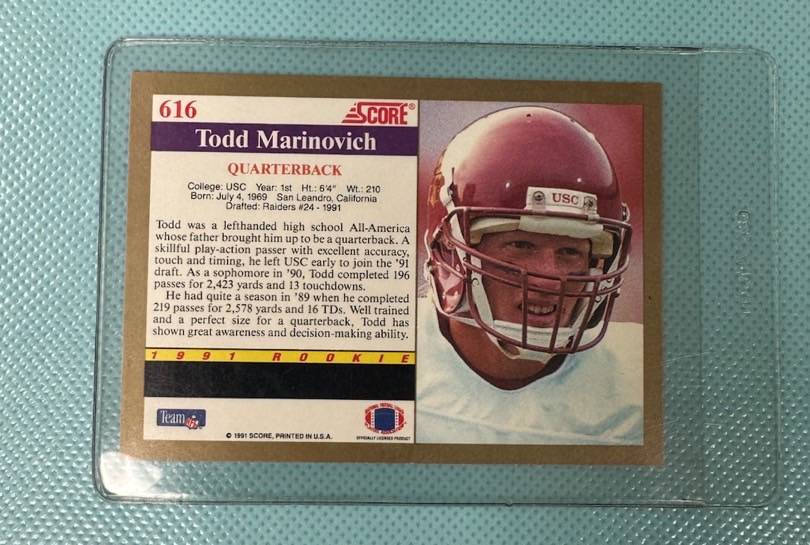 616
SCORE®
Todd Marinovich
QUARTERBACK
College: USC Year: 1st Ht.: 6'4" Wt.: 210
Born: July 4, 1969 San Leandro, California
Drafted: Raiders #24 - 1991
Todd was a lefthanded high school All-America
whose father brought him up to be a quarterback. A
skillful play-action passer with excellent accuracy,
touch and timing, he left USC early to join the '91
draft. As a sophomore in '90, Todd completed 196
passes for 2,423 yards and 13 touchdowns.
He had quite a season in '89 when he completed
219 passes for 2,578 yards and 16 TDs. Well trained
and a perfect size for a quarterback, Todd has
shown great awareness and decision-making ability.
1991 ROOKIE
Team NFL
© 1991 SCORE, PRINTED IN U.S.A.
OFFICIALLY LICENSED PRODUCT
USC